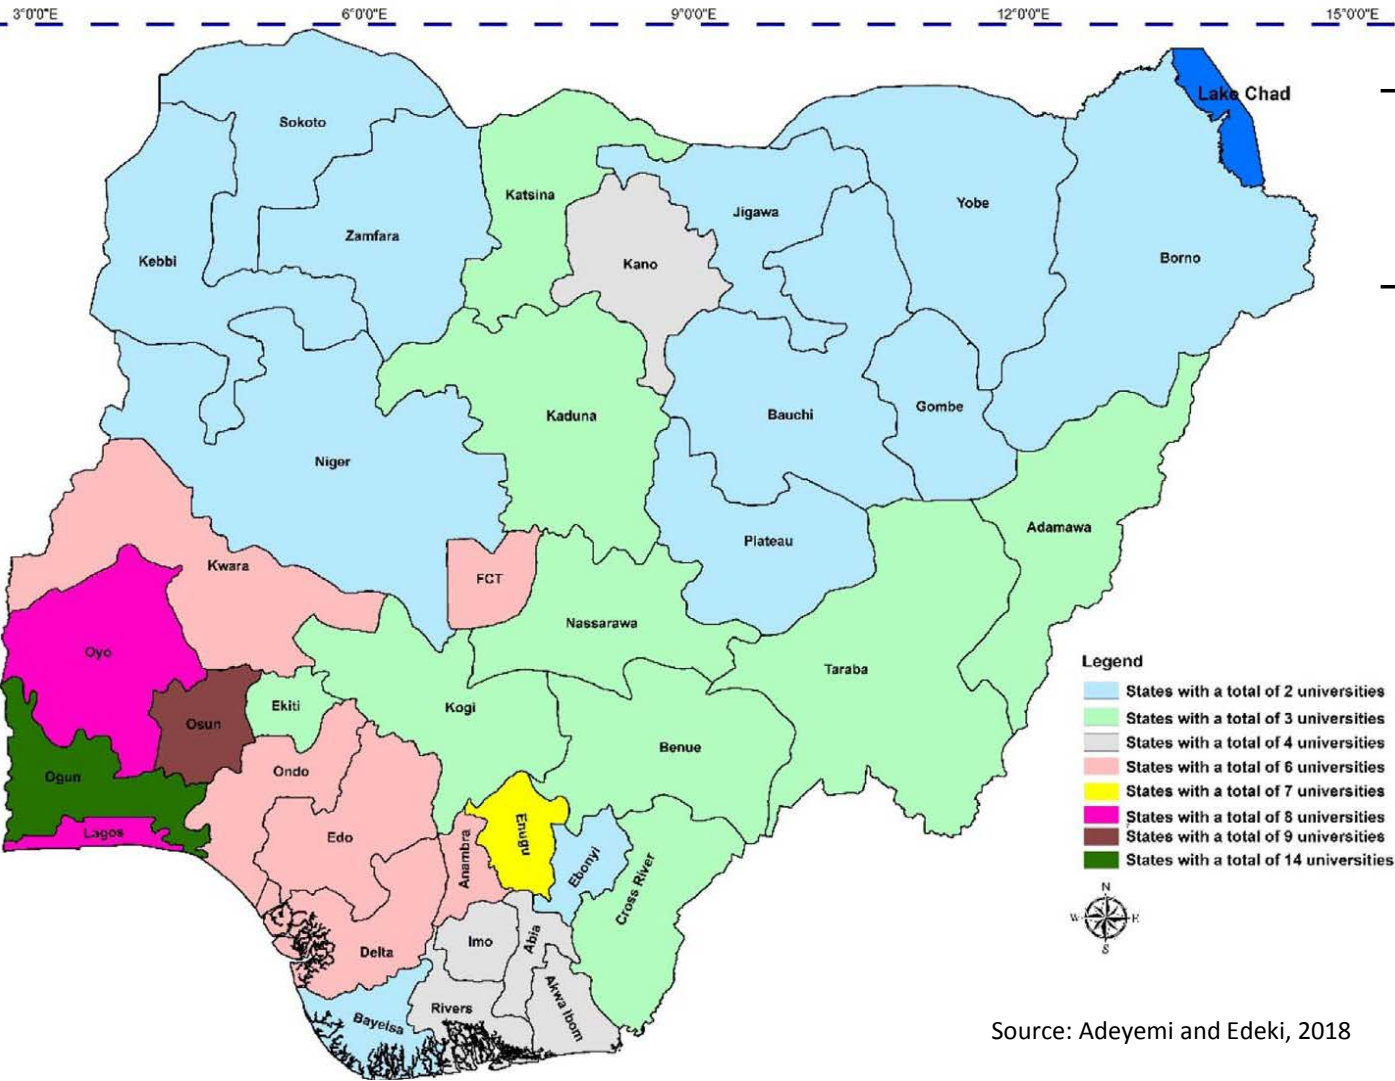 3°0'0"E
6°0'0"E
9°0'0"E
12°0'0"E
15°0'0"E
Lake Chad
Sokoto
Katsina
Jigawa
Yobe
Zamfara
Kebbi
Kano
Borno
Kaduna
Bauchi
Gombe
Niger
Adamawa
Plateau
Kwara
FCT
Nassarawa
Oyo
Taraba
Ekiti
Kogi
Osun
Benue
Ondo
Ogun
Lagos
Edo
Enugu
Anambra
Ebonyi
Cross River
Imo
Abia
Delta
Rivers
Akwa Ibom
Bayelsa
Legend
States with a total of 2 universities
States with a total of 3 universities
States with a total of 4 universities
States with a total of 6 universities
States with a total of 7 universities
States with a total of 8 universities
States with a total of 9 universities
States with a total of 14 universities
N
W E
S
Source: Adeyemi and Edeki, 2018